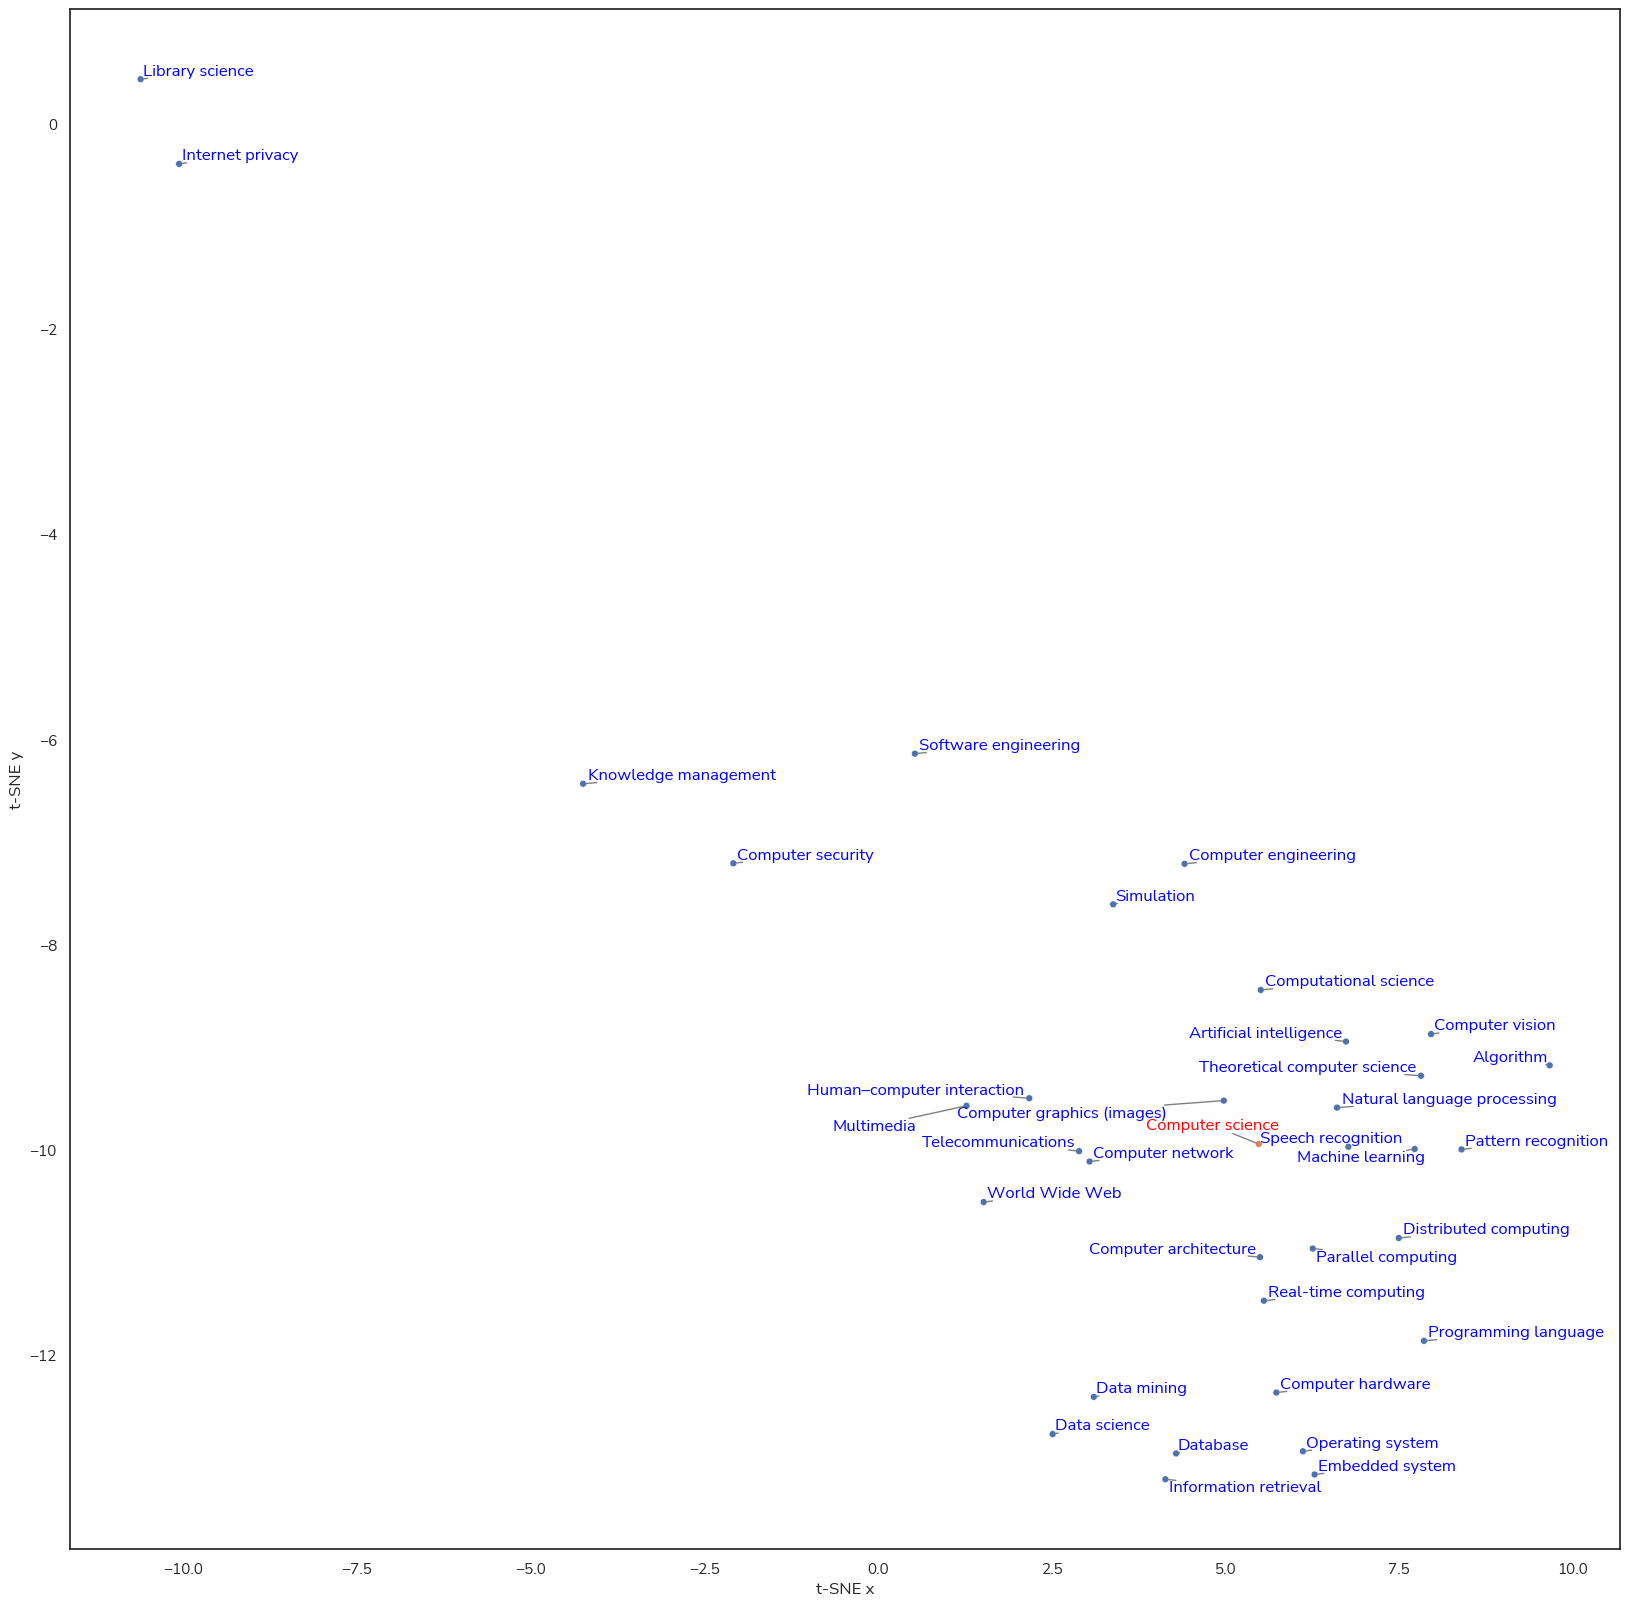 Library science
0
Internet privacy
−2
−4
−6
Software engineering
Knowledge management
t-SNE y
Computer security
Computer engineering
Simulation
−8
Computational science
Computer vision
Artificial intelligence
Algorithm
Theoretical computer science
Human–computer interaction
Natural language processing
Computer graphics (images)
Multimedia
Computer science
Speech recognition
Telecommunications
Pattern recognition
−10
Computer network
Machine learning
World Wide Web
Distributed computing
Computer architecture
Parallel computing
Real-time computing
Programming language
−12
Computer hardware
Data mining
Data science
Database
Operating system
Embedded system
Information retrieval
−10.0 −7.5 −5.0 −2.5 0.0 2.5 5.0 7.5 10.0
t-SNE x